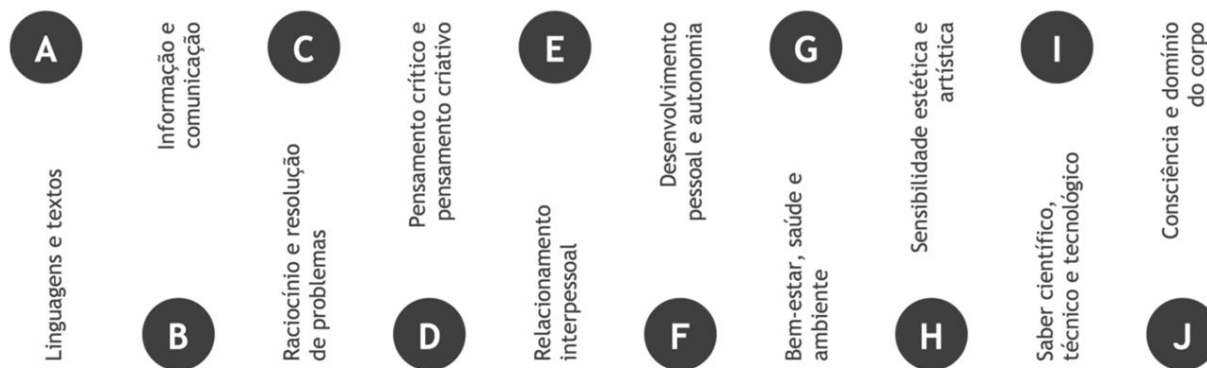 A
Linguagens e textos
B
Informação e
comunicação
C
Raciocínio e resolução
de problemas
D
Pensamento crítico e
pensamento criativo
E
Relacionamento
interpessoal
F
Desenvolvimento
pessoal e autonomia
G
Bem-estar, saúde e
ambiente
H
Sensibilidade estética e
artística
I
Saber científico,
técnico e tecnológico
J
Consciência e domínio
do corpo